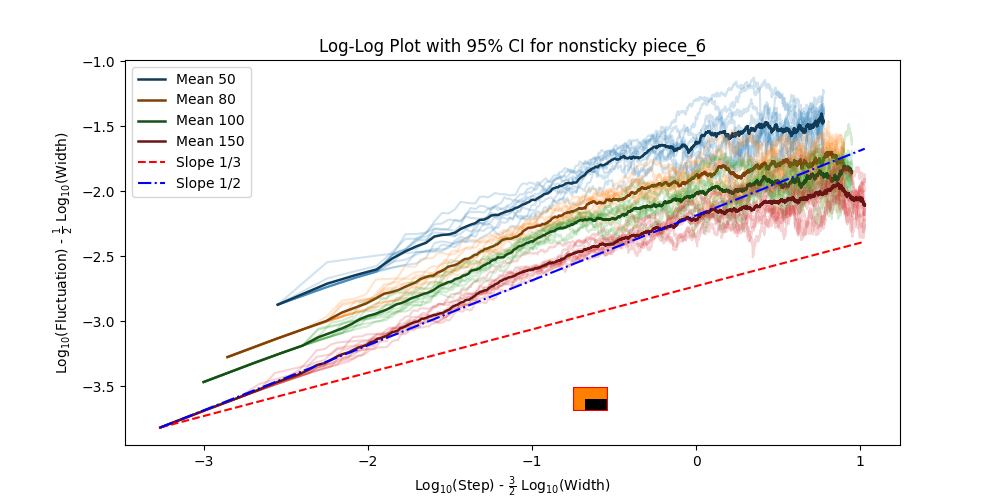 Log-Log Plot with 95% CI for nonsticky piece_6
Log₁₀(Fluctuation) - ½ Log₁₀(Width)
−1.0
−1.5
−2.0
−2.5
−3.0
−3.5
Mean 50
Mean 80
Mean 100
Mean 150
Slope 1/3
Slope 1/2
−3
−2
−1
0
1
Log₁₀(Step) - 3/2 Log₁₀(Width)